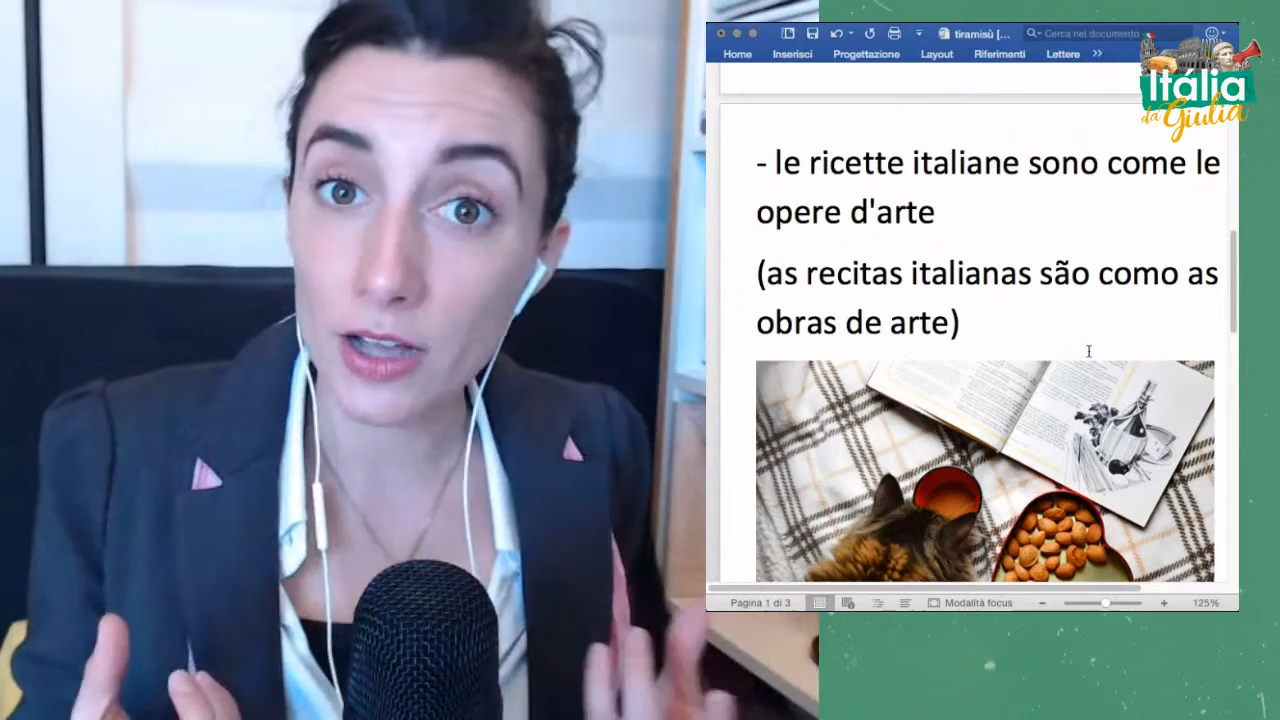 tiramisù [...
Cerca nel documento
Home Inserisci Progettazione Layout Riferimenti Lettere >>
Itália
da Giulia
- le ricette italiane sono come le
opere d'arte
(as recitas italianas são como as
obras de arte)
Pagina 1 di 3 Modalità focus 125%